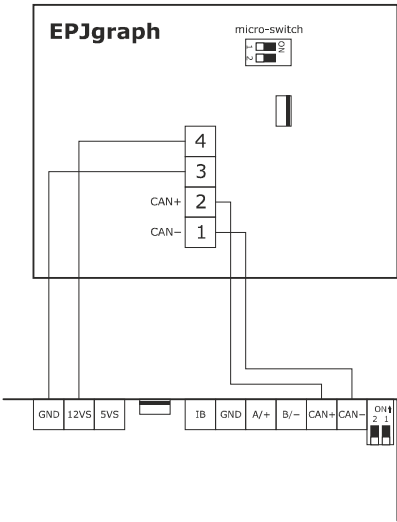 EPJgraph
micro-switch
1 ON
2
4
3
CAN+ 2
CAN− 1
GND 12VS 5VS IB GND A/+ B/− CAN+ CAN− ON
2 1